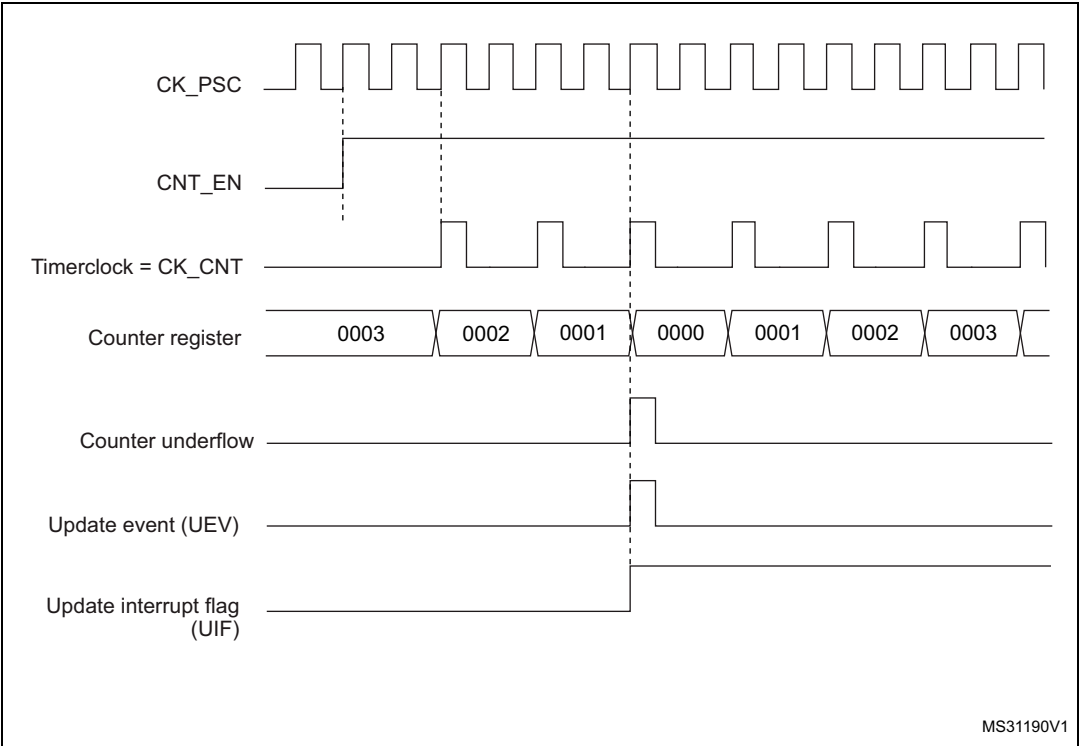 CK_PSC
CNT_EN
Timerclock = CK_CNT
Counter register
0003 0002 0001 0000 0001 0002 0003
Counter underflow
Update event (UEV)
Update interrupt flag
(UIF)
MS31190V1